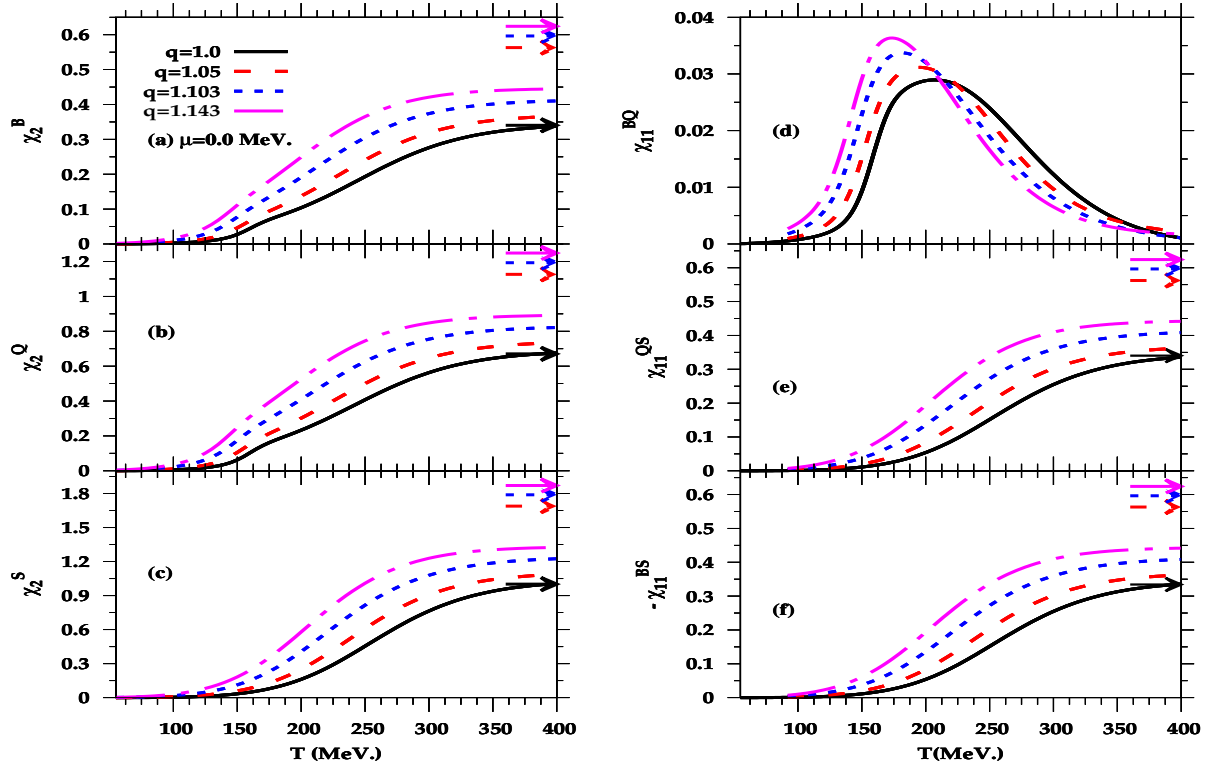 0.6
0.5
0.4
0.3
0.2
0.1
0
χ₂ᴮ
q=1.0
q=1.05
q=1.103
q=1.143
(a) μ=0.0 MeV.
1.2
1
0.8
0.6
0.4
0.2
0
χ₂Q
(b)
1.8
1.5
1.2
0.9
0.6
0.3
0
χ₂S
(c)
100 150 200 250 300 350 400
T (MeV.)
0.04
0.03
0.02
0.01
0
χ₁₁BQ
(d)
0.6
0.5
0.4
0.3
0.2
0.1
0
χ₁₁QS
(e)
0.6
0.5
0.4
0.3
0.2
0.1
0
- χ₁₁BS
(f)
100 150 200 250 300 350 400
T(MeV.)